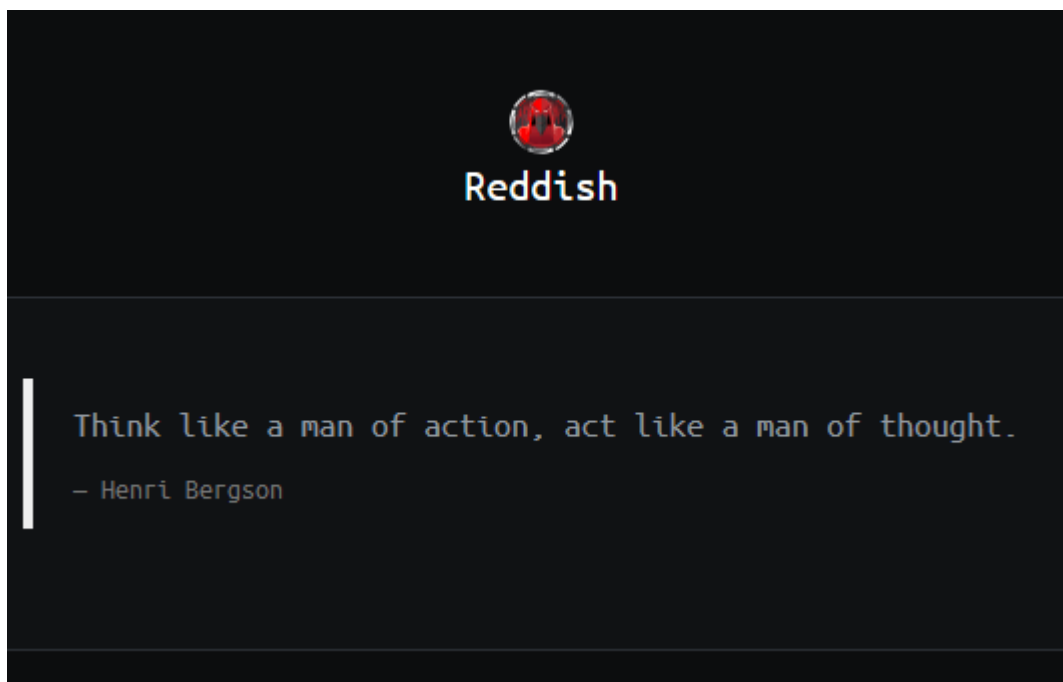 Reddish
Think like a man of action, act like a man of thought.
— Henri Bergson